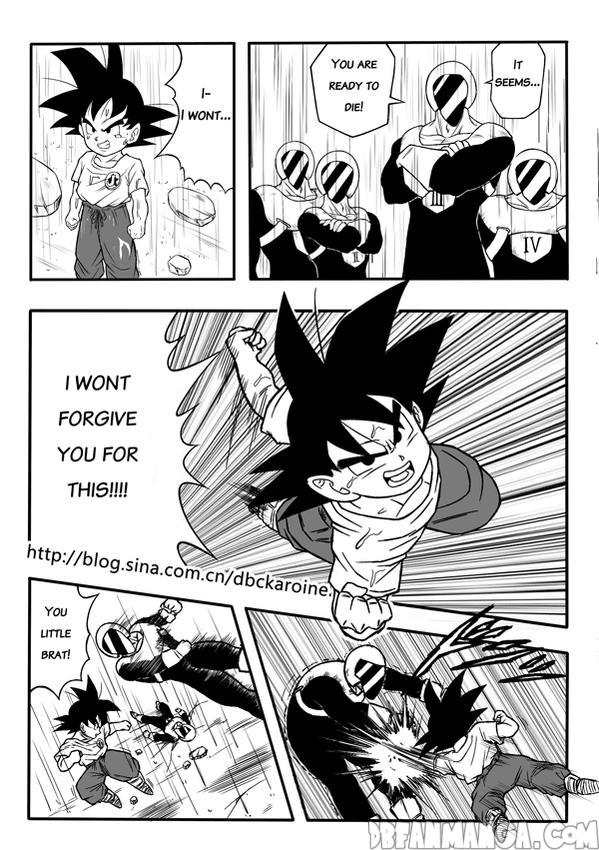 I-
I WONT...
YOU ARE
READY TO
DIE!
IT
SEEMS...
II
III
IV
I WONT
FORGIVE
YOU FOR
THIS!!!!
http://blog.sina.com.cn/dbckaroine.
YOU
LITTLE
BRAT!
DBFANMANGA.COM